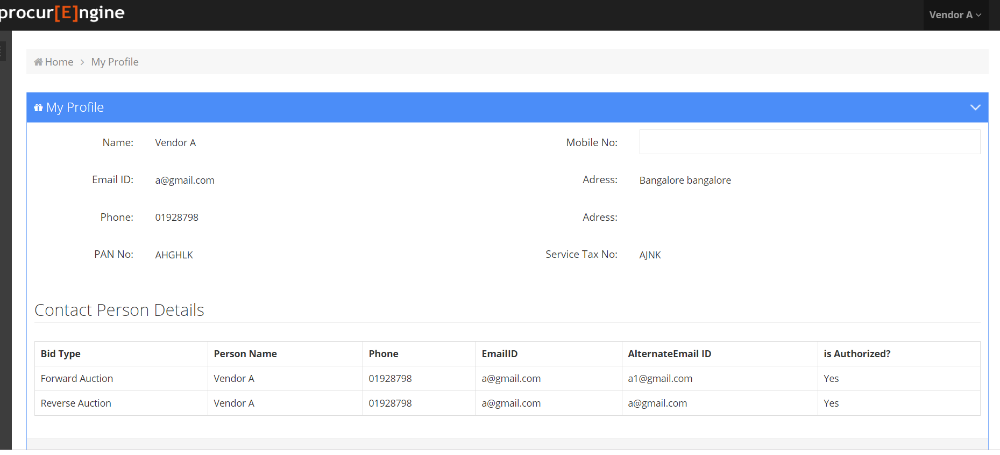 procur[E]ngine
Vendor A
Home > My Profile
My Profile
Name: Vendor A Mobile No:
Email ID: a@gmail.com Adress: Bangalore bangalore
Phone: 01928798 Adress:
PAN No: AHGHLK Service Tax No: AJNK
Contact Person Details
Bid Type Person Name Phone EmailID AlternateEmail ID is Authorized?
Forward Auction Vendor A 01928798 a@gmail.com a1@gmail.com Yes
Reverse Auction Vendor A 01928798 a@gmail.com a@gmail.com Yes